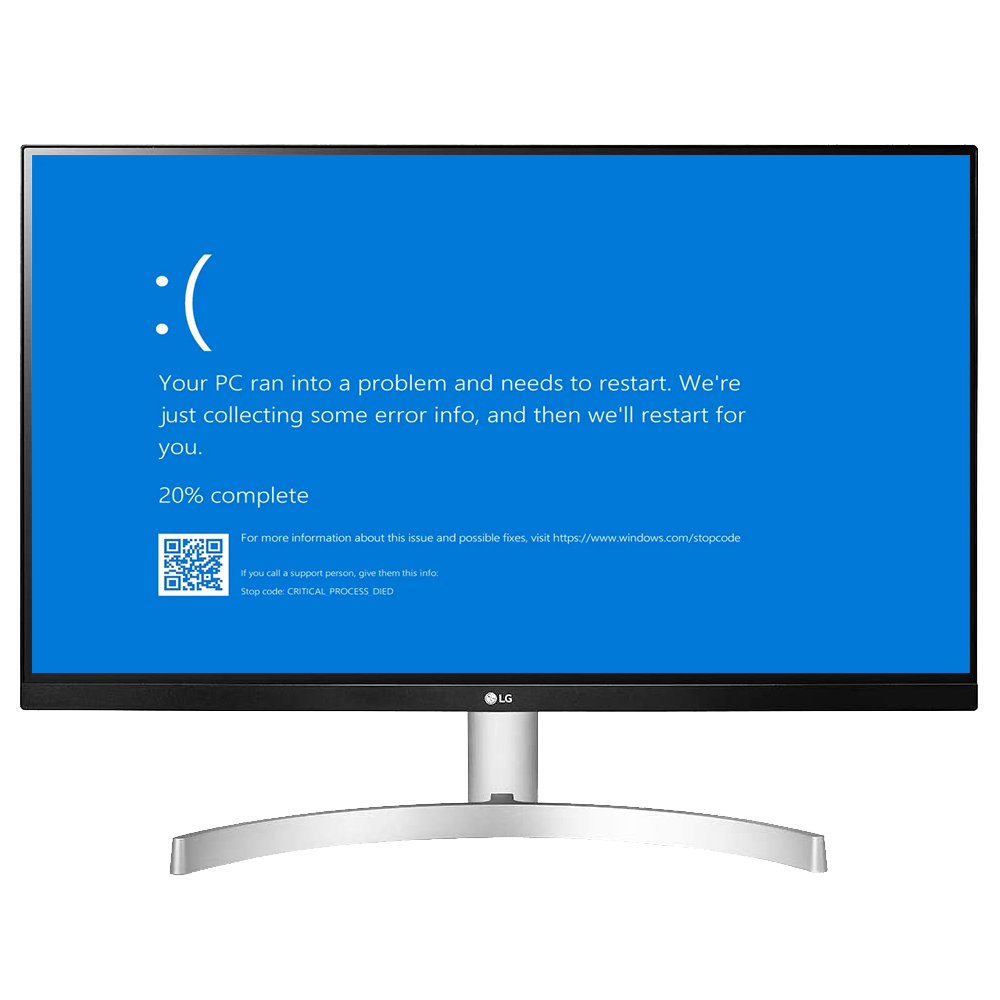 :(
Your PC ran into a problem and needs to restart. We're
just collecting some error info, and then we'll restart for
you.
20% complete
For more information about this issue and possible fixes, visit https://www.windows.com/stopcode
If you call a support person, give them this info:
Stop code: CRITICAL_PROCESS_DIED
LG